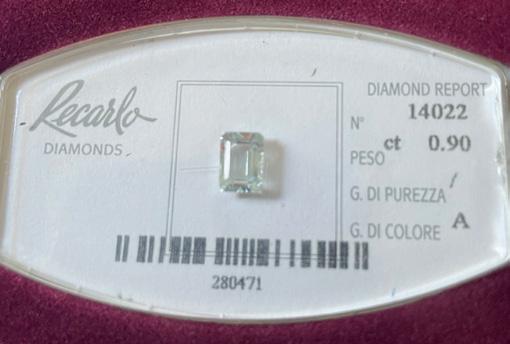 Recarlo
DIAMONDS
DIAMOND REPORT
N° 14022
PESO ct 0.90
G. DI PUREZZA
G. DI COLORE A
280471